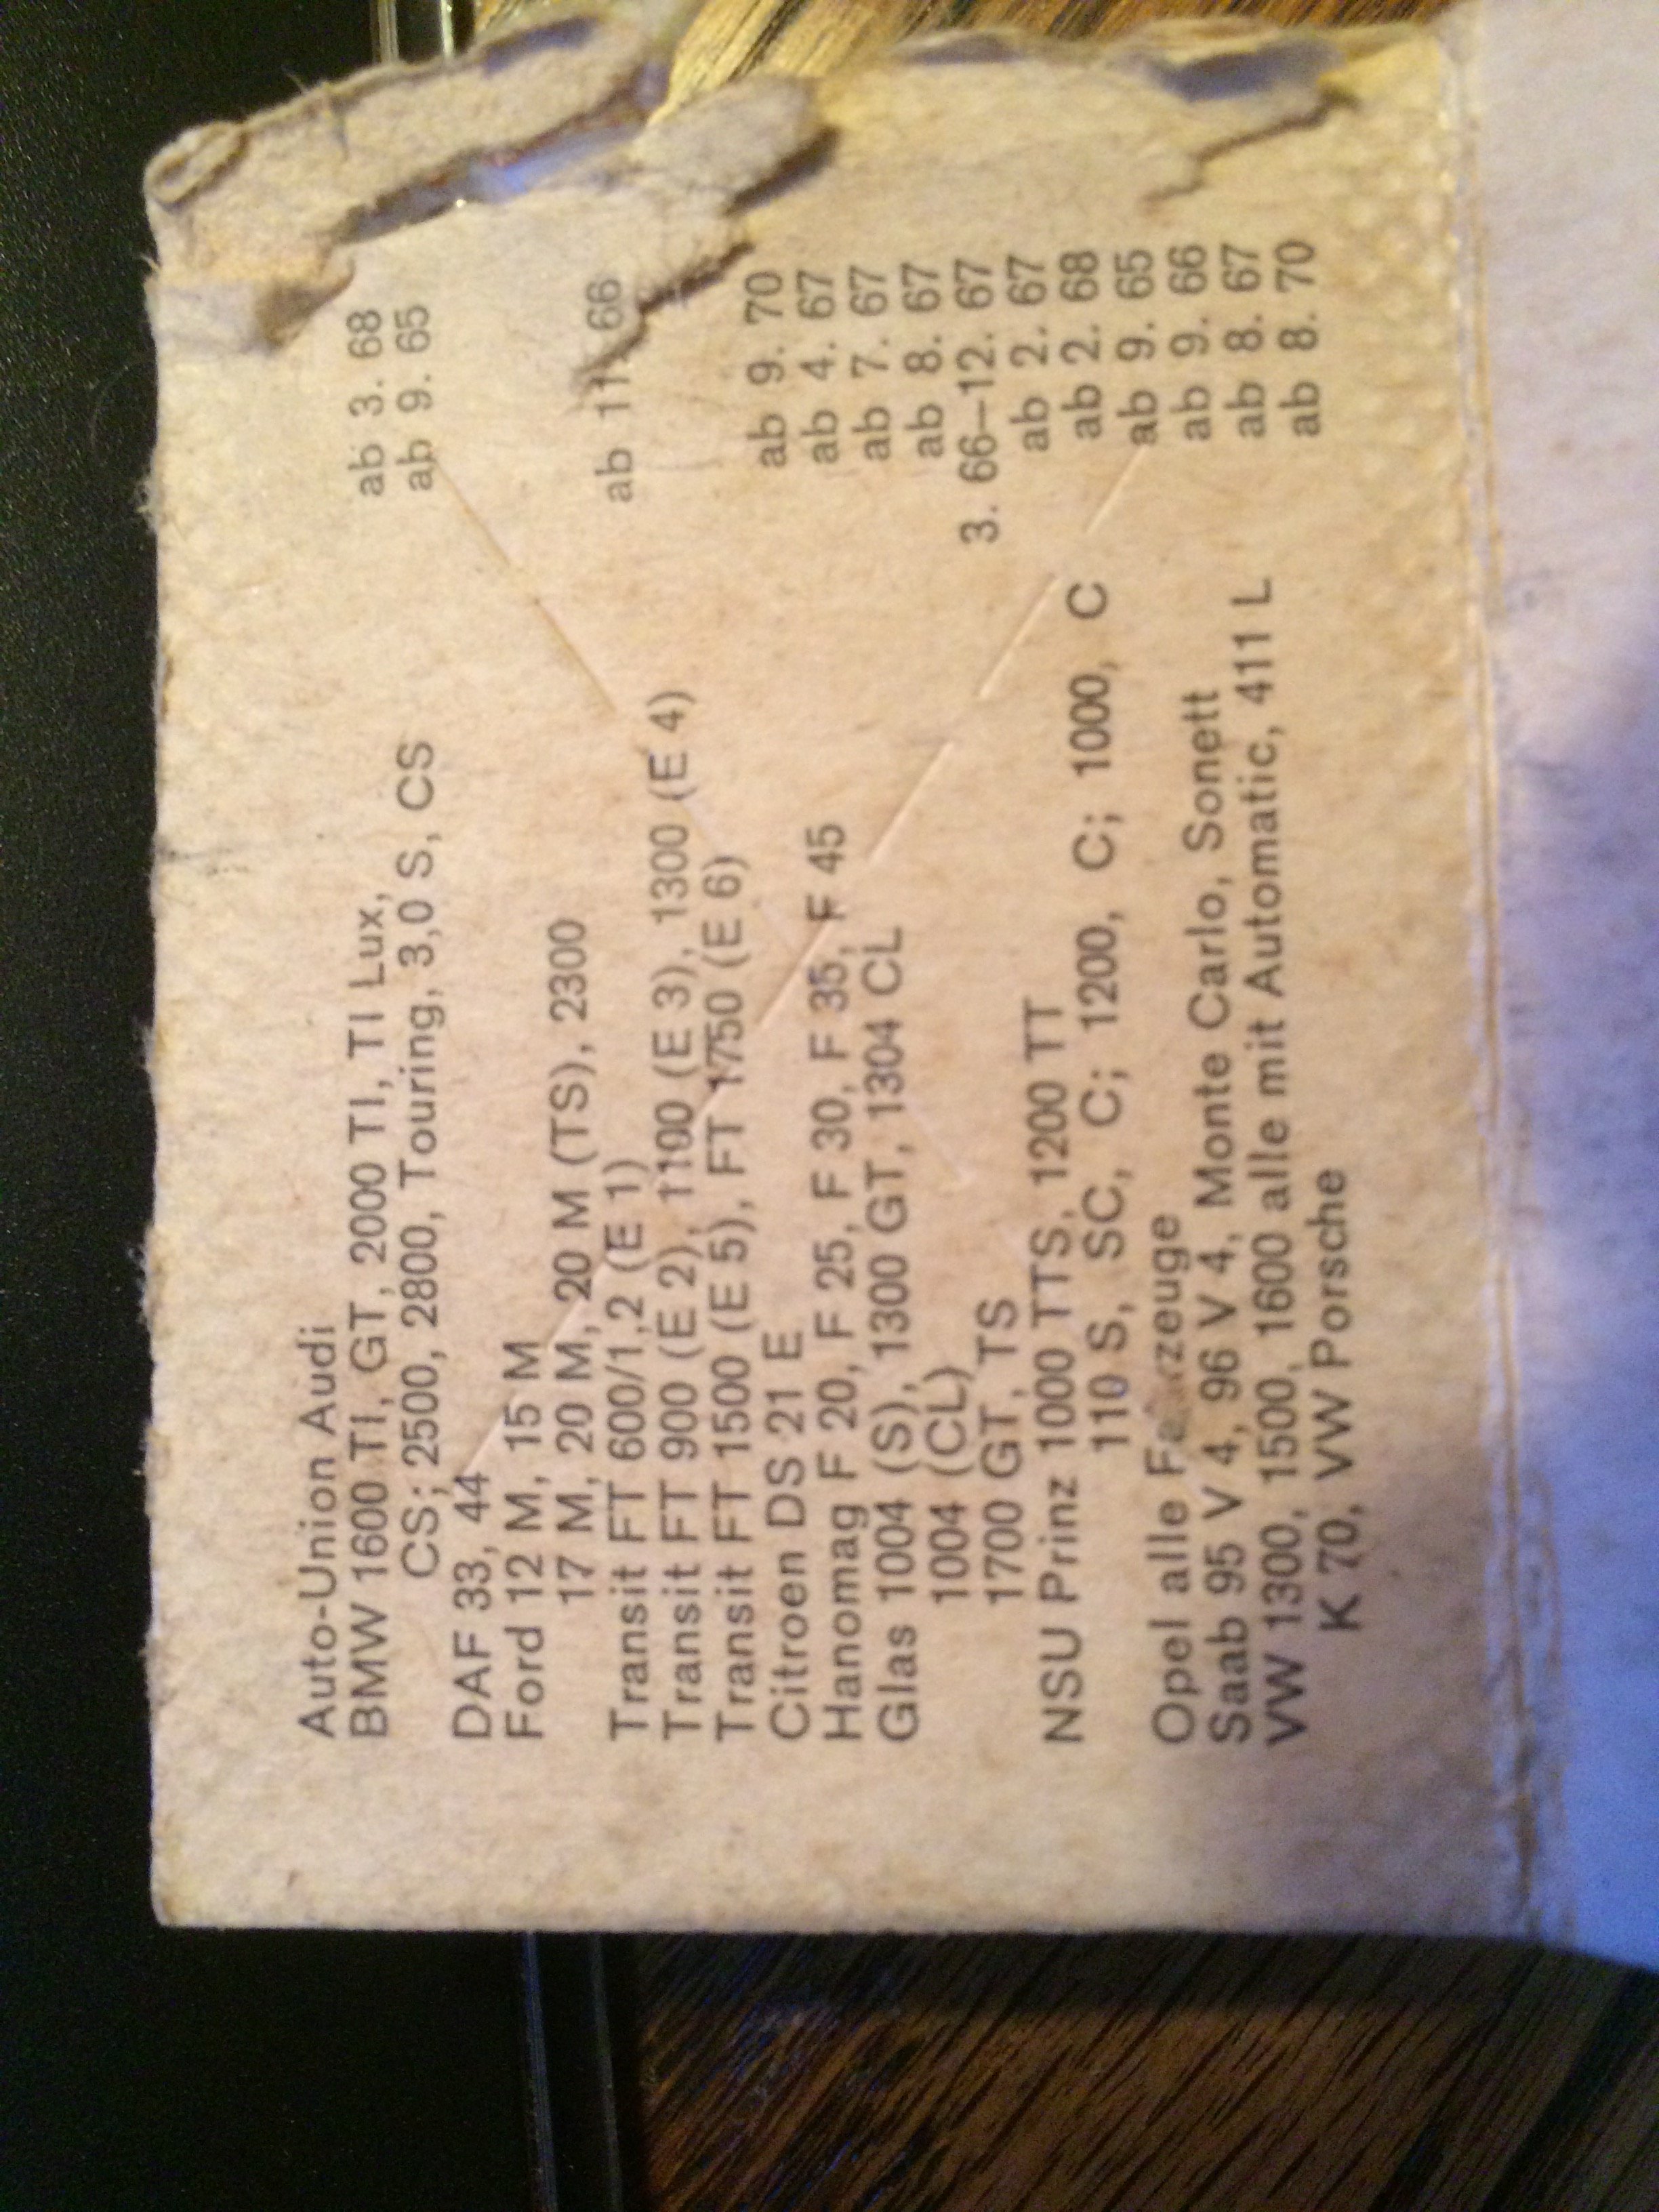 Auto-Union Audi
BMW 1600 TI, GT, 2000 TI, TI Lux, ab 3. 68
CS; 2500, 2800, Touring, 3,0 S, CS ab 9. 65
DAF 33, 44
Ford 12 M, 15 M
17 M, 20 M, 20 M (TS), 2300
Transit FT 600/1,2 (E 1) ab 11. 66
Transit FT 900 (E 2), 1100 (E 3), 1300 (E 4)
Transit FT 1500 (E 5), FT 1750 (E 6)
Citroen DS 21 E ab 9. 70
Hanomag F 20, F 25, F 30, F 35, F 45 ab 4. 67
Glas 1004 (S), 1300 GT, 1304 CL ab 7. 67
1004 (CL) ab 8. 67
1700 GT, TS 3. 66–12. 67
NSU Prinz 1000 TTS, 1200 TT ab 2. 67
110 S, SC, C; 1200, C; 1000, C ab 2. 68
Opel alle Fahrzeuge ab 9. 65
Saab 95 V 4, 96 V 4, Monte Carlo, Sonett ab 9. 66
VW 1300, 1500, 1600 alle mit Automatic, 411 L ab 8. 67
K 70, VW Porsche ab 8. 70